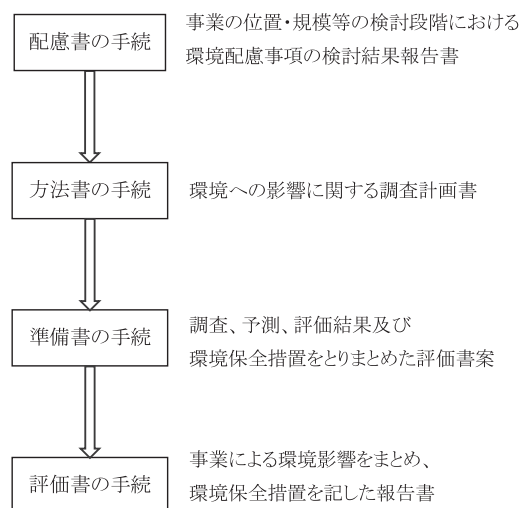 配慮書の手続
事業の位置・規模等の検討段階における
環境配慮事項の検討結果報告書
方法書の手続
環境への影響に関する調査計画書
準備書の手続
調査、予測、評価結果及び
環境保全措置をとりまとめた評価書案
評価書の手続
事業による環境影響をまとめ、
環境保全措置を記した報告書